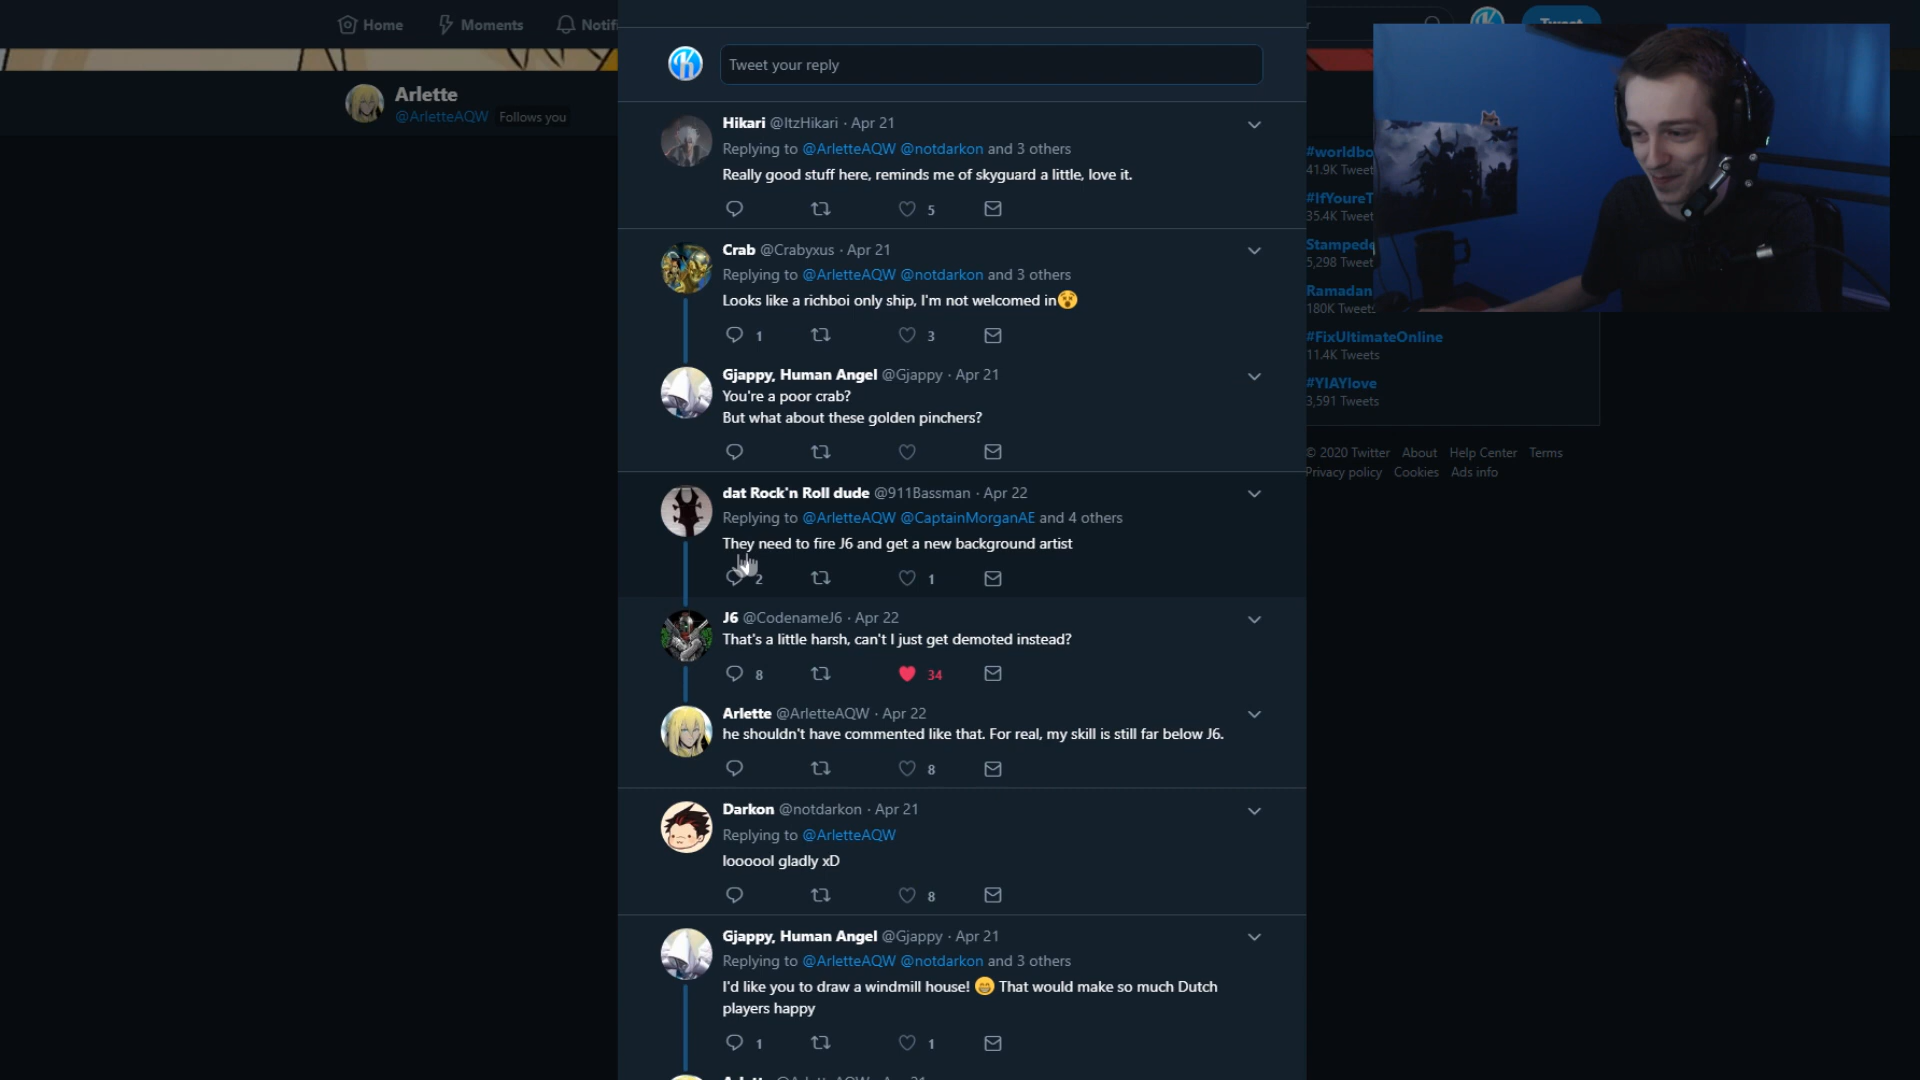 Home
Moments
Notifi
Tweet
Arlette
@ArletteAQW Follows you
Tweet your reply
Hikari @ItzHikari · Apr 21
Replying to @ArletteAQW @notdarkon and 3 others
Really good stuff here, reminds me of skyguard a little, love it.
5
Crab @Crabyxus · Apr 21
Replying to @ArletteAQW @notdarkon and 3 others
Looks like a richboi only ship, I'm not welcomed in😵
1 3
Gjappy, Human Angel @Gjappy · Apr 21
You're a poor crab?
But what about these golden pinchers?
dat Rock'n Roll dude @911Bassman · Apr 22
Replying to @ArletteAQW @CaptainMorganAE and 4 others
They need to fire J6 and get a new background artist
2 1
J6 @CodenameJ6 · Apr 22
That's a little harsh, can't I just get demoted instead?
8 34
Arlette @ArletteAQW · Apr 22
he shouldn't have commented like that. For real, my skill is still far below J6.
8
Darkon @notdarkon · Apr 21
Replying to @ArletteAQW
loooool gladly xD
8
Gjappy, Human Angel @Gjappy · Apr 21
Replying to @ArletteAQW @notdarkon and 3 others
I'd like you to draw a windmill house! 😁 That would make so much Dutch
players happy
1 1
Arlette @ArletteAQW · Apr 21
#worldbo
41.9K Tweet
#IfYoureT
35.4K Tweet
Stampede
5,298 Tweet
Ramadan
180K Tweets
#FixUltimateOnline
11.4K Tweets
#YIAYlove
3,591 Tweets
© 2020 Twitter About Help Center Terms
Privacy policy Cookies Ads info